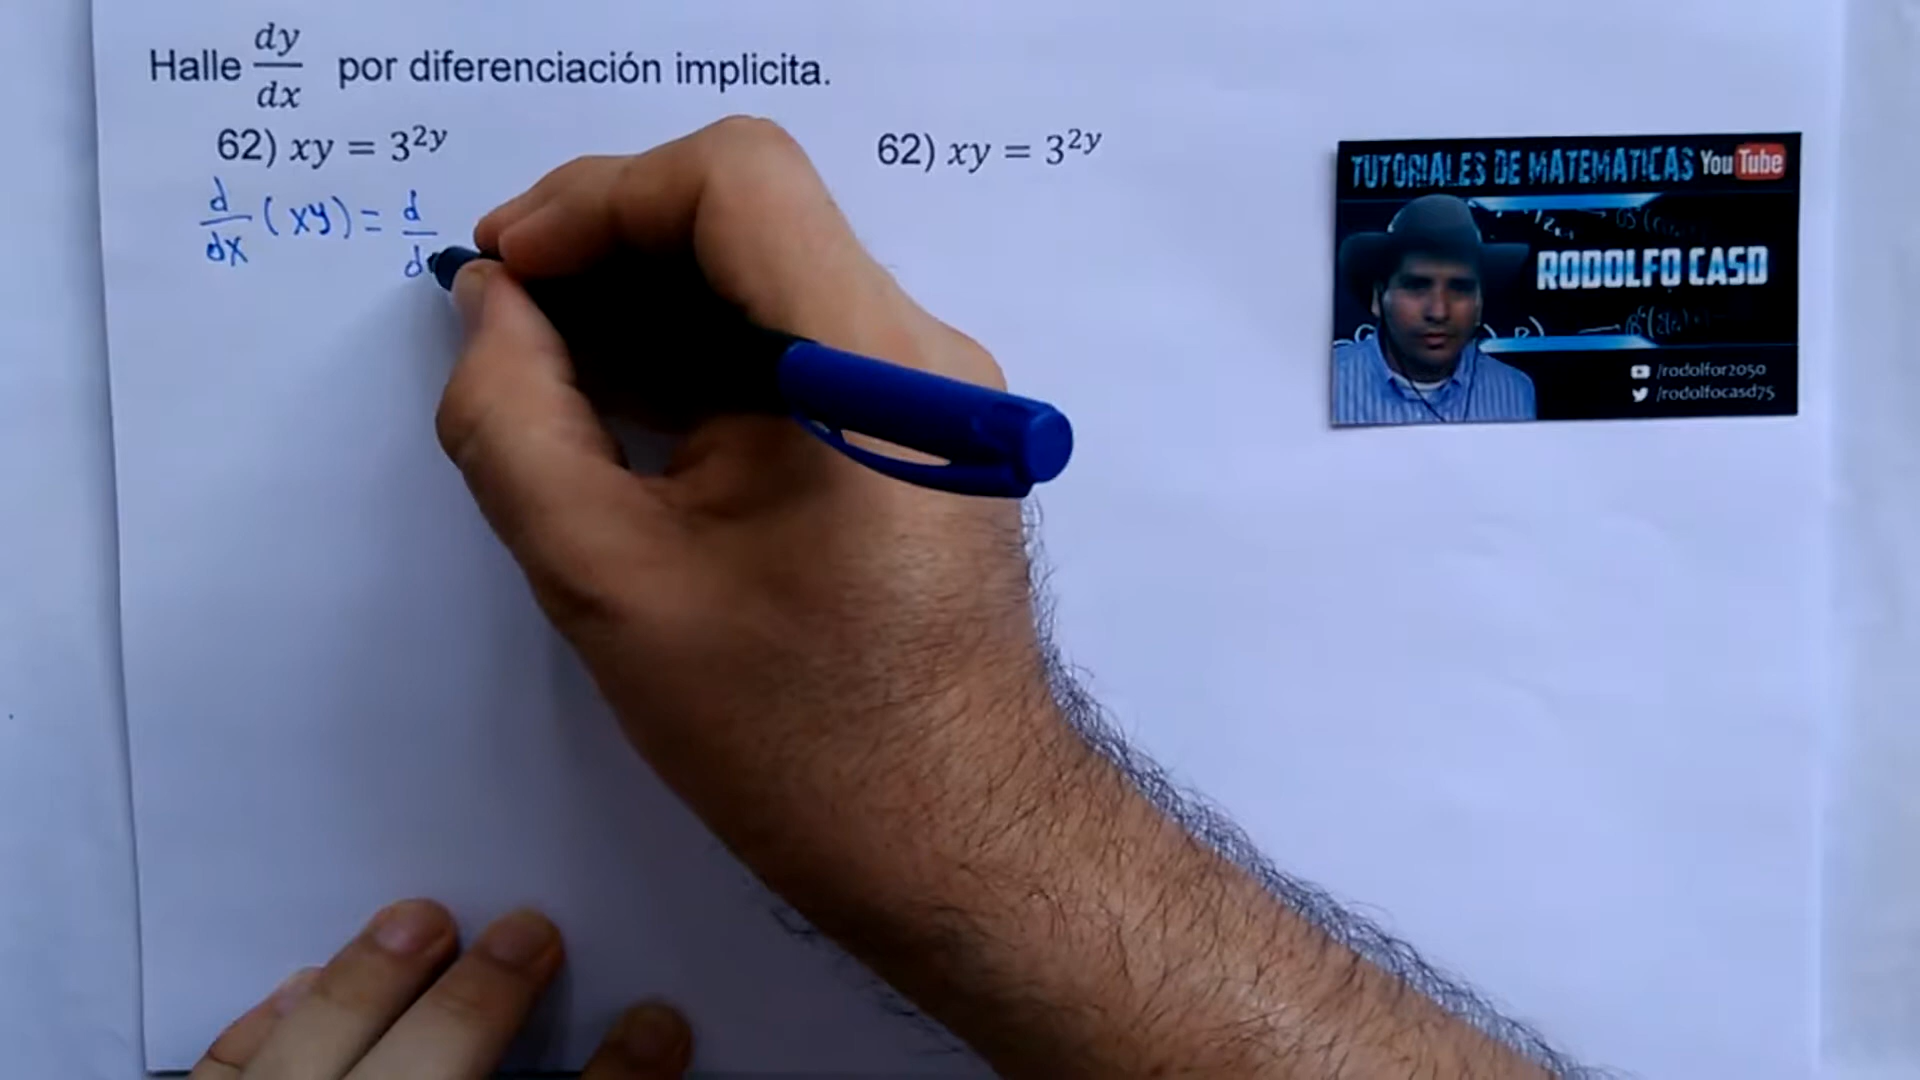 Halle dy/dx por diferenciación implicita.
62) xy = 3^{2y}
d/dx (xy) = d/d
62) xy = 3^{2y}
TUTORIALES DE MATEMATICAS YouTube
RODOLFO CASD
/rodolfor2050
/rodolfocasd75